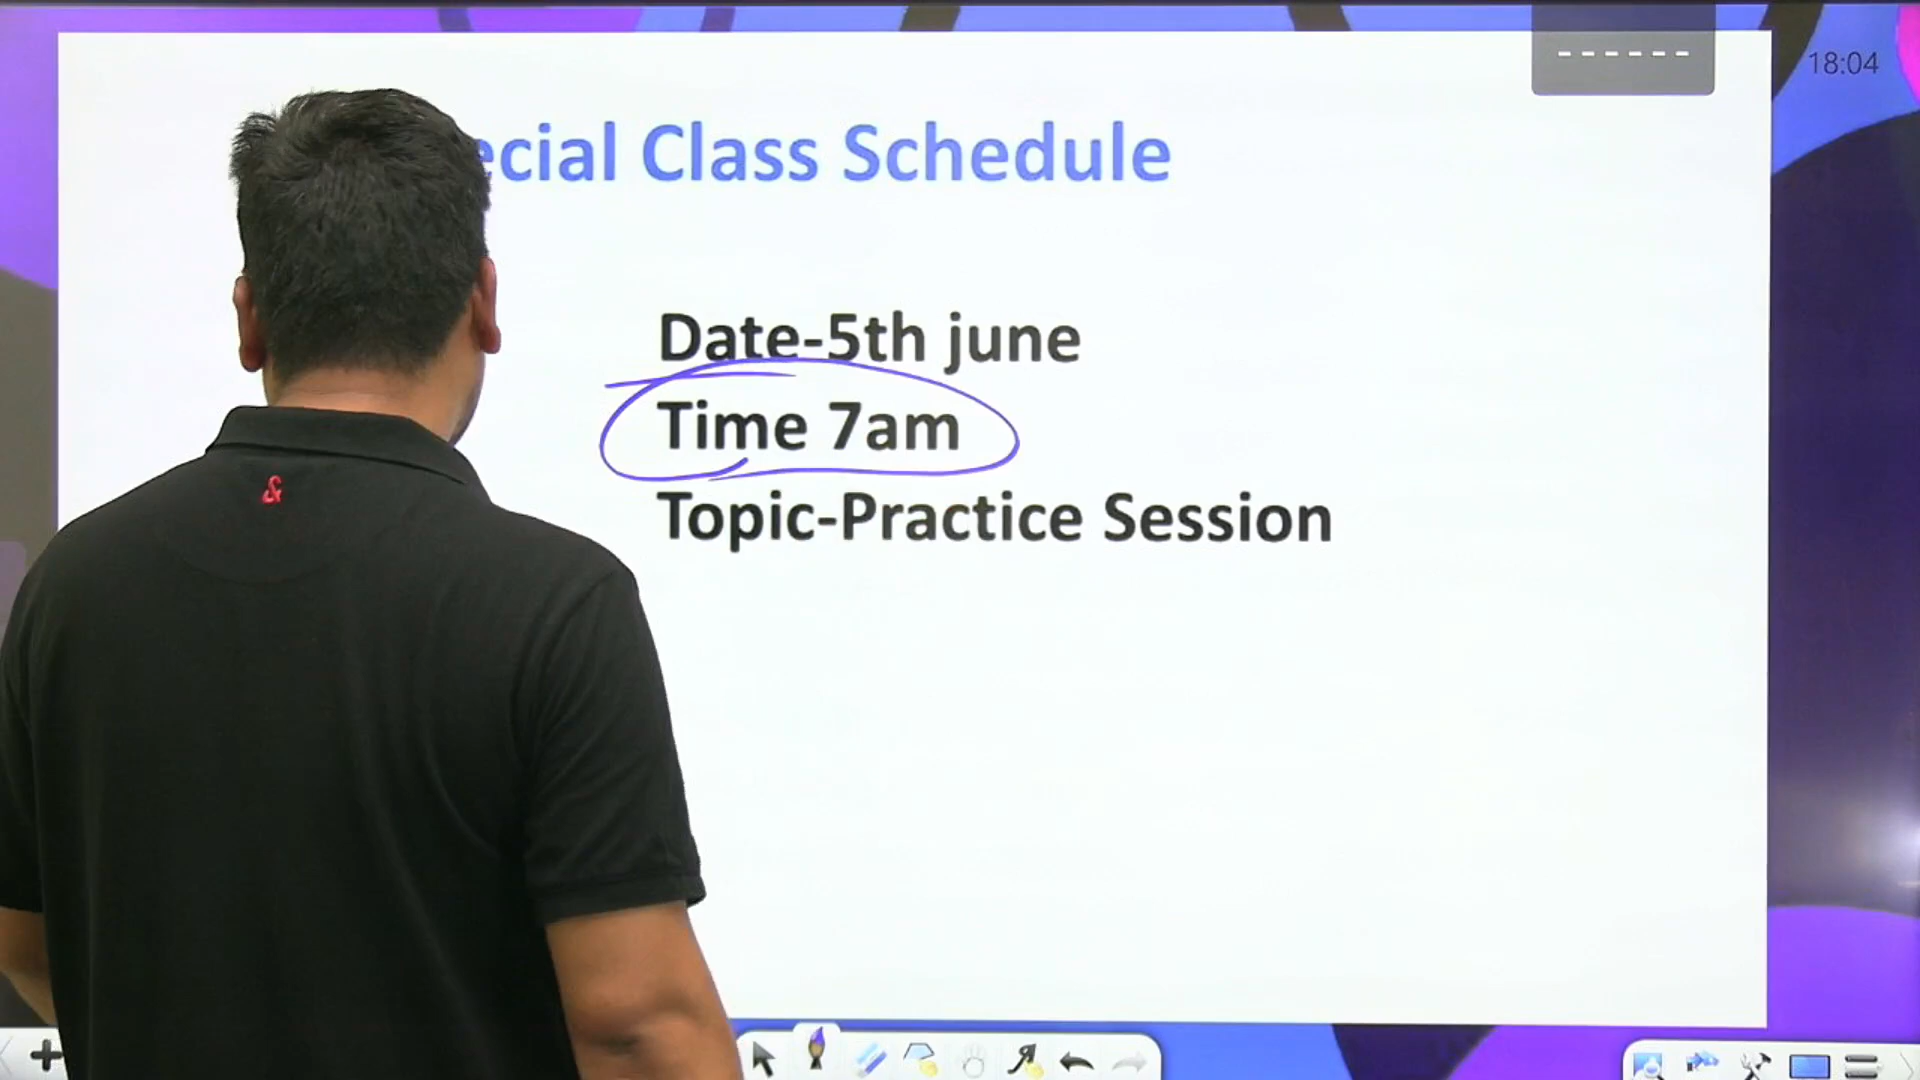 18:04
ecial Class Schedule
Date-5th june
Time 7am
Topic-Practice Session
&